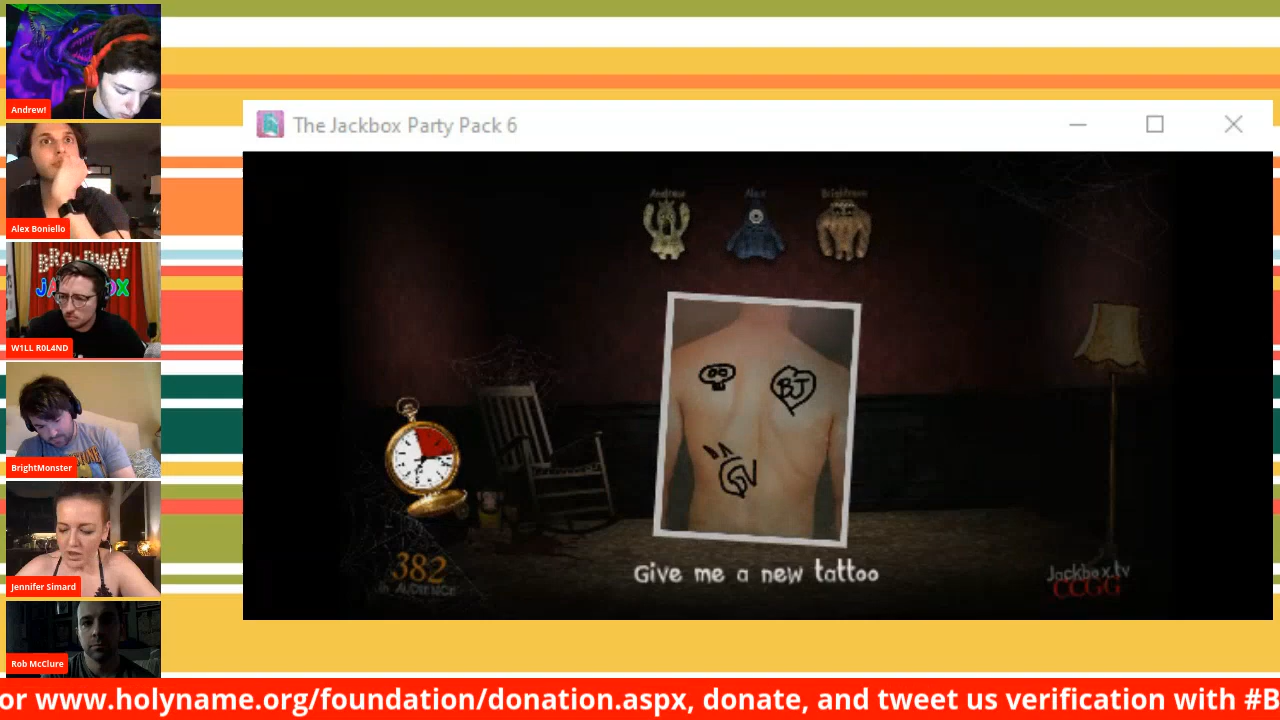 Andrew!
Alex Boniello
BROADWAY
W1LL R0L4ND
BrightMonster
Jennifer Simard
Rob McClure
The Jackbox Party Pack 6
Andrew
Alex
BJ
382
in AUDIENCE
Give me a new tattoo
Jackbox.tv
CCGG
or www.holyname.org/foundation/donation.aspx, donate, and tweet us verification with #B